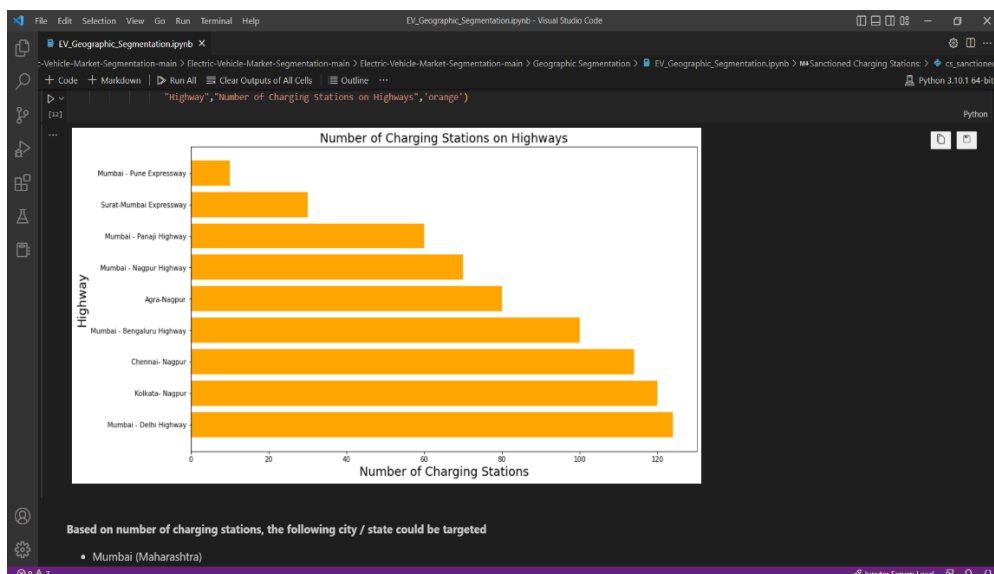 File Edit Selection View Go Run Terminal Help EV_Geographic_Segmentation.ipynb - Visual Studio Code
EV_Geographic_Segmentation.ipynb
c-Vehicle-Market-Segmentation-main > Electric-Vehicle-Market-Segmentation-main > Electric-Vehicle-Market-Segmentation-main > Geographic Segmentation > EV_Geographic_Segmentation.ipynb > Sanctioned Charging Stations: > cs_sanctioned
+ Code + Markdown Run All Clear Outputs of All Cells Outline ...
Python 3.10.1 64-bit
"Highway","Number of Charging Stations on Highways",'orange')
[12] Python
Number of Charging Stations on Highways
Mumbai - Pune Expressway
Surat-Mumbai Expressway
Mumbai - Panaji Highway
Mumbai - Nagpur Highway
Agra-Nagpur
Mumbai - Bengaluru Highway
Chennai- Nagpur
Kolkata- Nagpur
Mumbai - Delhi Highway
Highway
0 20 40 60 80 100 120
Number of Charging Stations
Based on number of charging stations, the following city / state could be targeted
• Mumbai (Maharashtra)